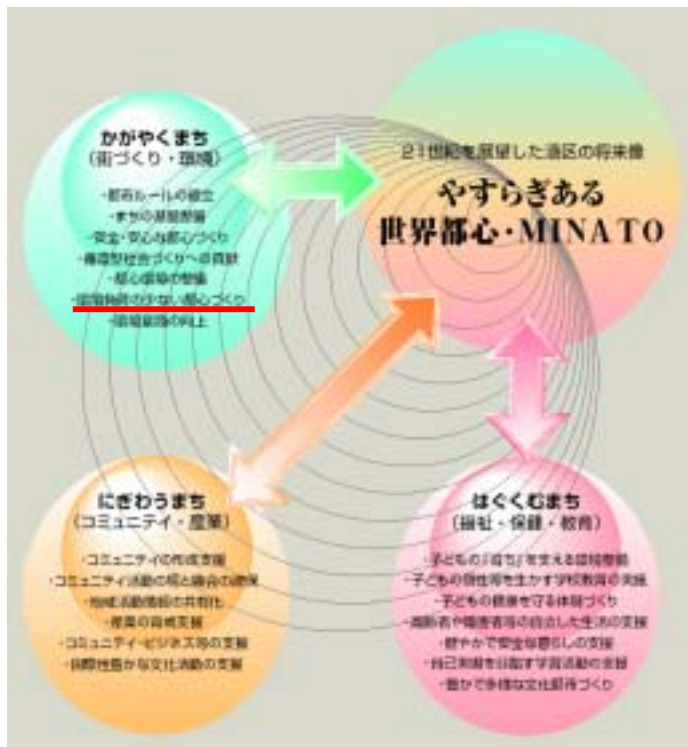 かがやくまち
(街づくり・環境)
・都市ルールの確立
・まちの基盤整備
・安全・安心な都心づくり
・循環型社会づくりへの貢献
・都心環境の整備
・環境負荷の少ない都心づくり
・環境意識の向上
21世紀を展望した港区の将来像
やすらぎある
世界都心・MINATO
にぎわうまち
(コミュニティ・産業)
・コミュニティの形成支援
・コミュニティ活動の場と機会の確保
・地域活動情報の共有化
・産業の育成支援
・コミュニティ・ビジネス等の支援
・国際性豊かな文化活動の支援
はぐくむまち
(福祉・保健・教育)
・子どもの「育ち」を支える環境整備
・子どもの個性等を生かす学校教育の実施
・子どもの健康を守る体制づくり
・高齢者や障害者等の自立した生活の支援
・健やかで安全な暮らしの支援
・自己実現を目指す学習活動の支援
・豊かで多様な文化都市づくり